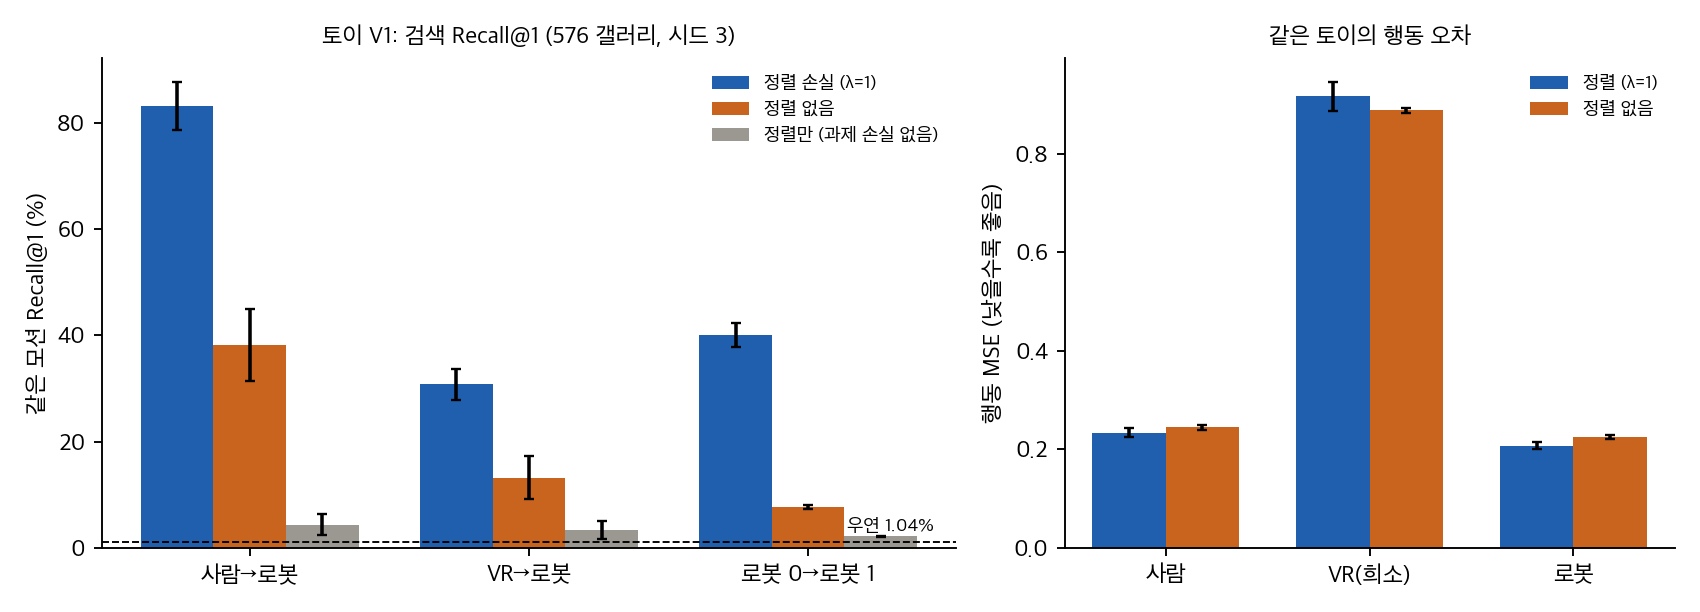 토이 V1: 검색 Recall@1 (576 갤러리, 시드 3)
같은 모션 Recall@1 (%)
80
60
40
20
0
정렬 손실 (λ=1)
정렬 없음
정렬만 (과제 손실 없음)
우연 1.04%
사람→로봇
VR→로봇
로봇 0→로봇 1
같은 토이의 행동 오차
행동 MSE (낮을수록 좋음)
0.8
0.6
0.4
0.2
0.0
정렬 (λ=1)
정렬 없음
사람
VR(희소)
로봇